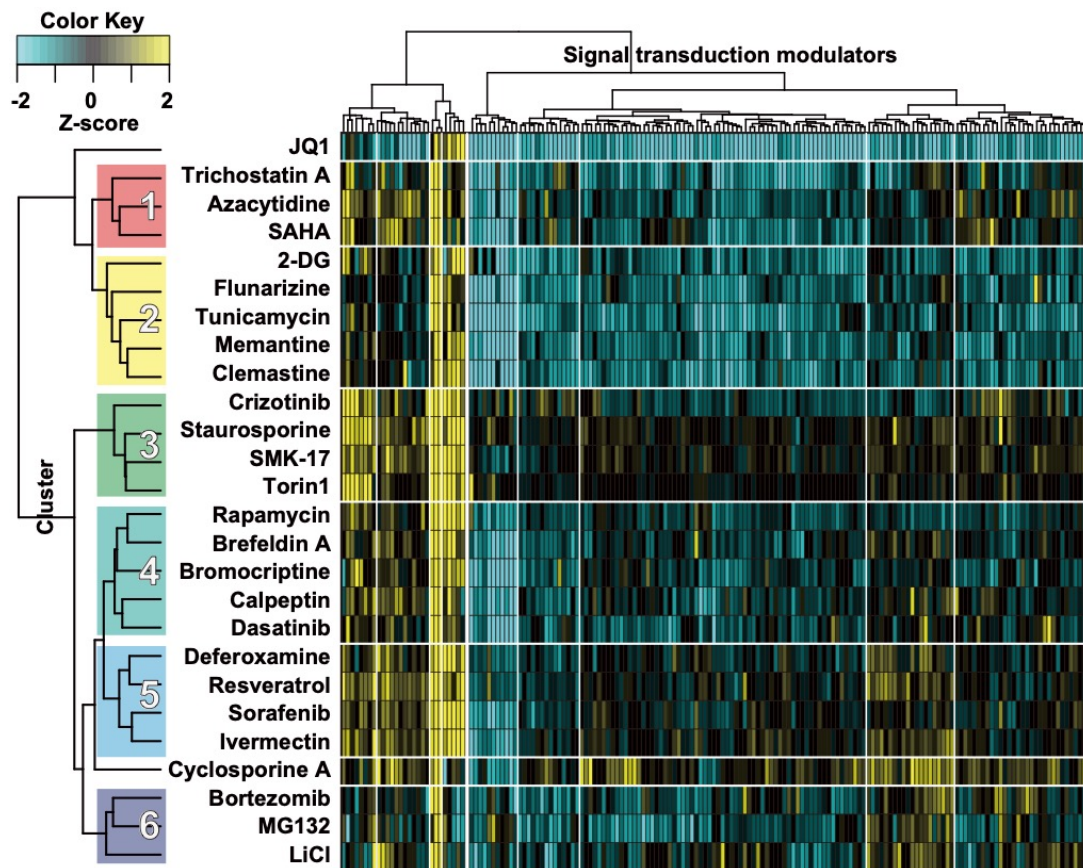 Color Key
-2 0 2
Z-score
Signal transduction modulators
Cluster
JQ1
1
Trichostatin A
Azacytidine
SAHA
2
2-DG
Flunarizine
Tunicamycin
Memantine
Clemastine
3
Crizotinib
Staurosporine
SMK-17
Torin1
4
Rapamycin
Brefeldin A
Bromocriptine
Calpeptin
Dasatinib
5
Deferoxamine
Resveratrol
Sorafenib
Ivermectin
Cyclosporine A
6
Bortezomib
MG132
LiCl